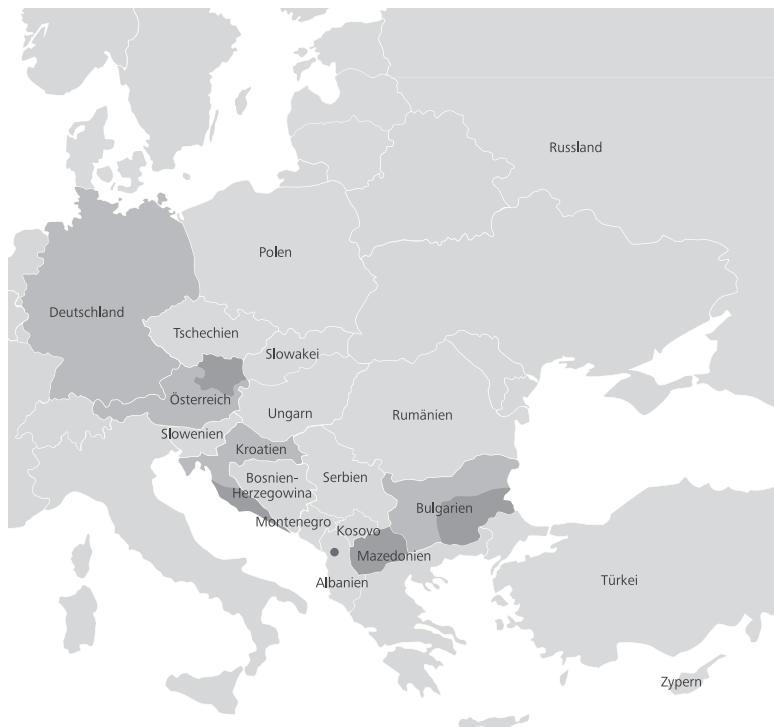 Russland
Polen
Deutschland
Tschechien
Slowakei
Österreich
Ungarn
Rumänien
Slowenien
Kroatien
Bosnien-
Herzegowina
Serbien
Bulgarien
Montenegro
Kosovo
Mazedonien
Albanien
Türkei
Zypern